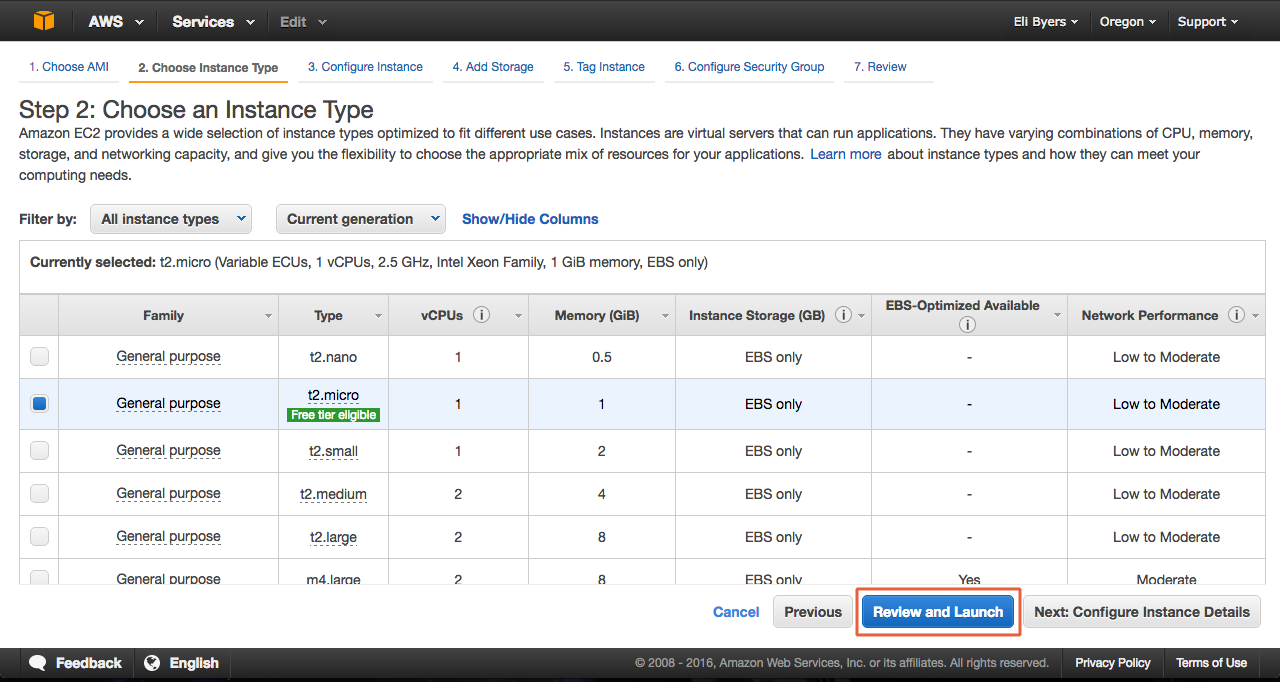 AWS Services Edit Eli Byers Oregon Support
1. Choose AMI 2. Choose Instance Type 3. Configure Instance 4. Add Storage 5. Tag Instance 6. Configure Security Group 7. Review
Step 2: Choose an Instance Type
Amazon EC2 provides a wide selection of instance types optimized to fit different use cases. Instances are virtual servers that can run applications. They have varying combinations of CPU, memory,
storage, and networking capacity, and give you the flexibility to choose the appropriate mix of resources for your applications. Learn more about instance types and how they can meet your
computing needs.
Filter by: All instance types Current generation Show/Hide Columns
Currently selected: t2.micro (Variable ECUs, 1 vCPUs, 2.5 GHz, Intel Xeon Family, 1 GiB memory, EBS only)
Family Type vCPUs i Memory (GiB) Instance Storage (GB) i EBS-Optimized Available i Network Performance i
General purpose t2.nano 1 0.5 EBS only - Low to Moderate
General purpose t2.micro Free tier eligible 1 1 EBS only - Low to Moderate
General purpose t2.small 1 2 EBS only - Low to Moderate
General purpose t2.medium 2 4 EBS only - Low to Moderate
General purpose t2.large 2 8 EBS only - Low to Moderate
General purpose m4.large 2 8 EBS only Yes Moderate
Cancel Previous Review and Launch Next: Configure Instance Details
Feedback English © 2008 - 2016, Amazon Web Services, Inc. or its affiliates. All rights reserved. Privacy Policy Terms of Use